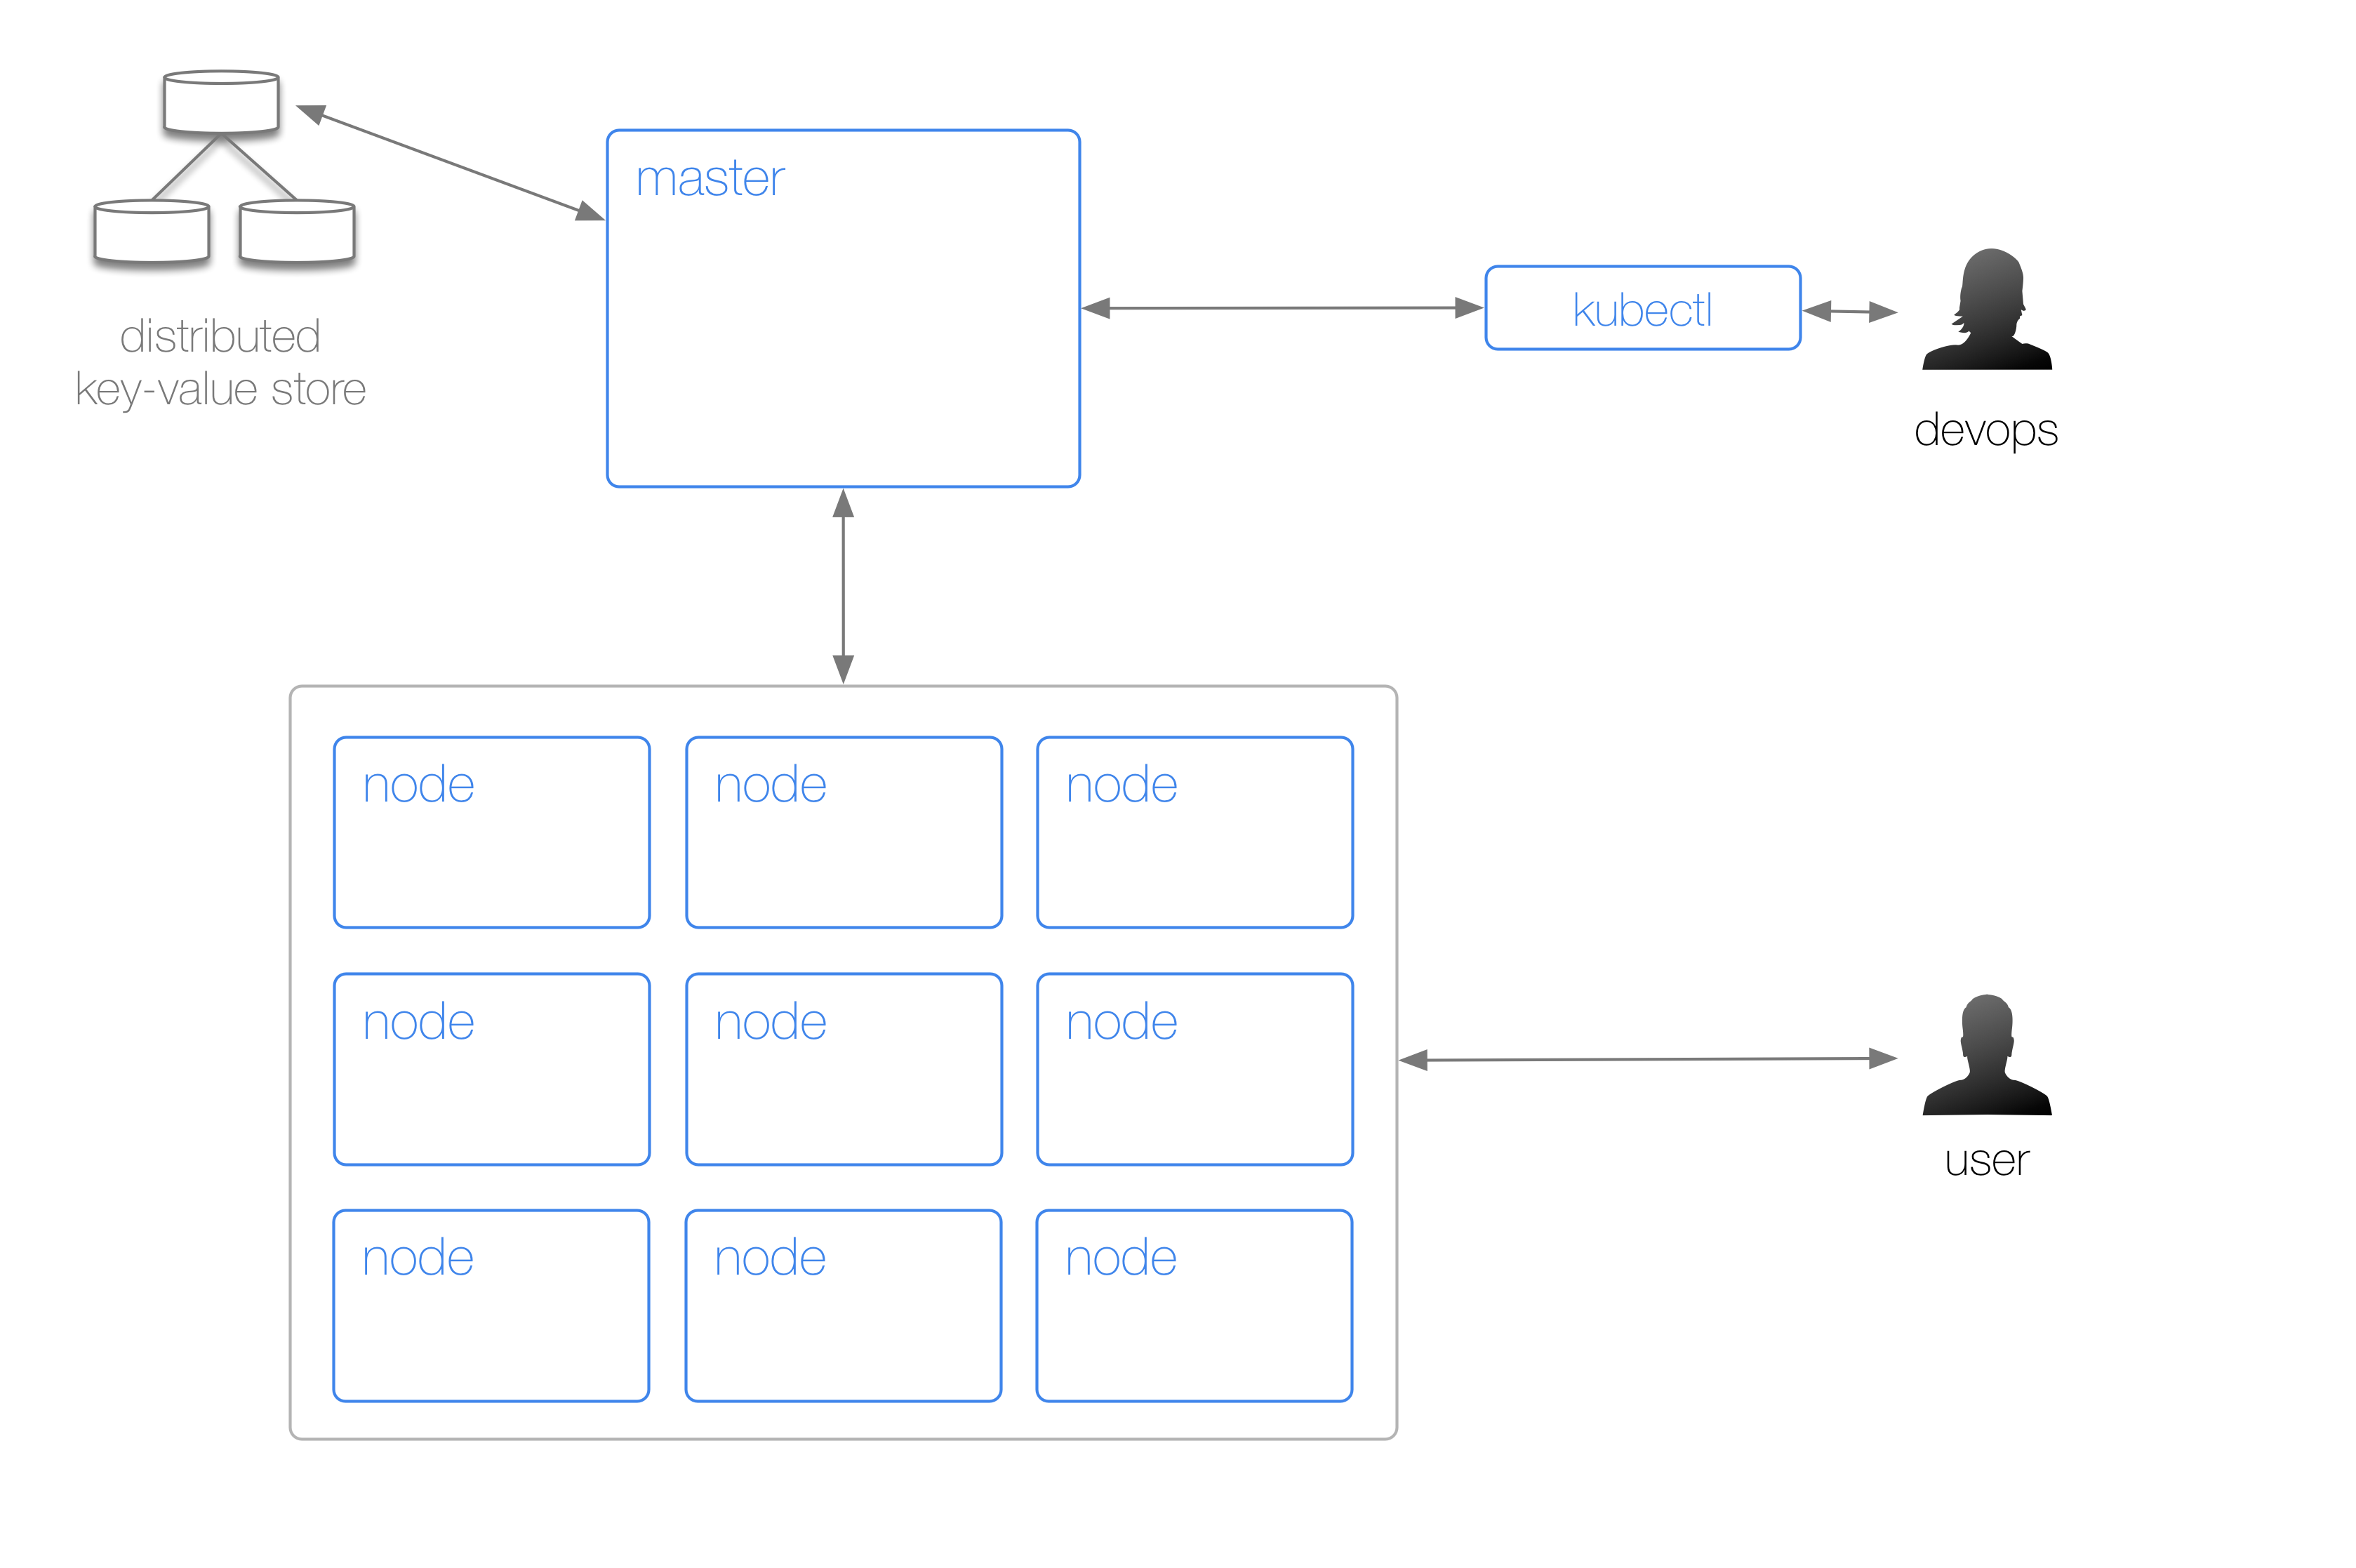 master
distributed
key-value store
kubectl
devops
node
node
node
node
node
node
node
node
node
user